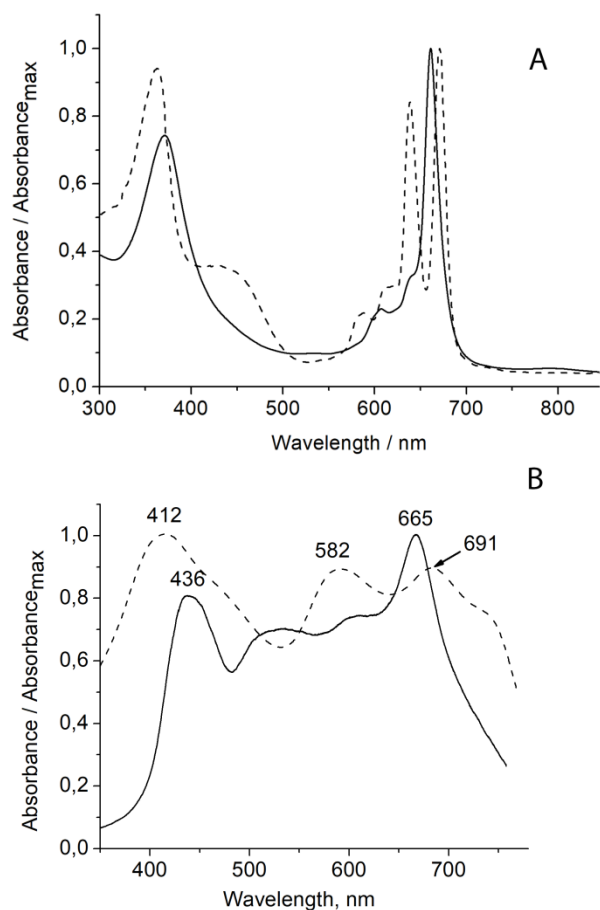 A
Absorbance / Absorbance max
1,0
0,8
0,6
0,4
0,2
0,0
300 400 500 600 700 800
Wavelength / nm
B
Absorbance / Absorbance max
1,0
0,8
0,6
0,4
0,2
0,0
412
436
582
665
691
400 500 600 700
Wavelength, nm